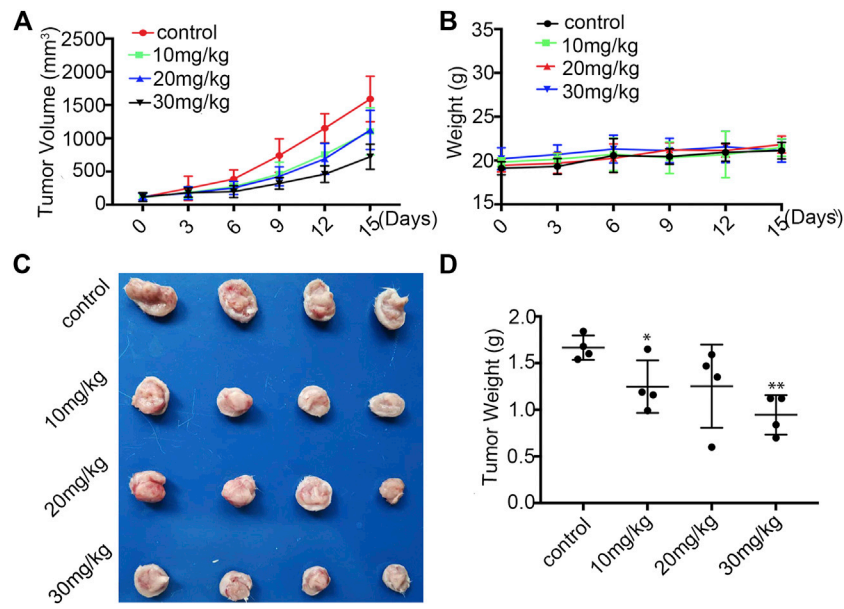 A
Tumor Volume (mm³)
2500
2000
1500
1000
500
0
0 3 6 9 12 15 (Days)
control
10mg/kg
20mg/kg
30mg/kg
B
Weight (g)
35
30
25
20
15
0 3 6 9 12 15 (Days)
control
10mg/kg
20mg/kg
30mg/kg
C
control
10mg/kg
20mg/kg
30mg/kg
D
Tumor Weight (g)
2.0
1.5
1.0
0.5
0.0
*
**
control 10mg/kg 20mg/kg 30mg/kg